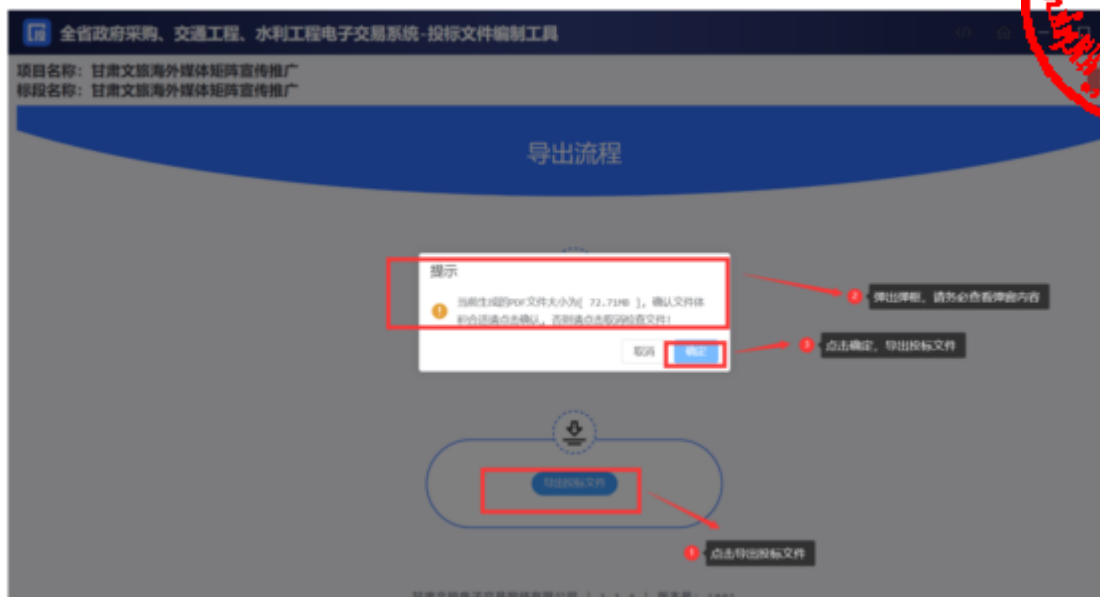 全省政府采购、交通工程、水利工程电子交易系统-投标文件编制工具
项目名称：甘肃文旅海外媒体矩阵宣传推广
标段名称：甘肃文旅海外媒体矩阵宣传推广
导出流程
提示
当前生成的PDF文件大小为[ 72.71MB ]，确认文件体
积合适请点击确认，否则请点击取消检查文件！
取消 确定
2 弹出弹框，请务必查看弹窗内容
3 点击确定，导出投标文件
导出投标文件
1 点击导出投标文件